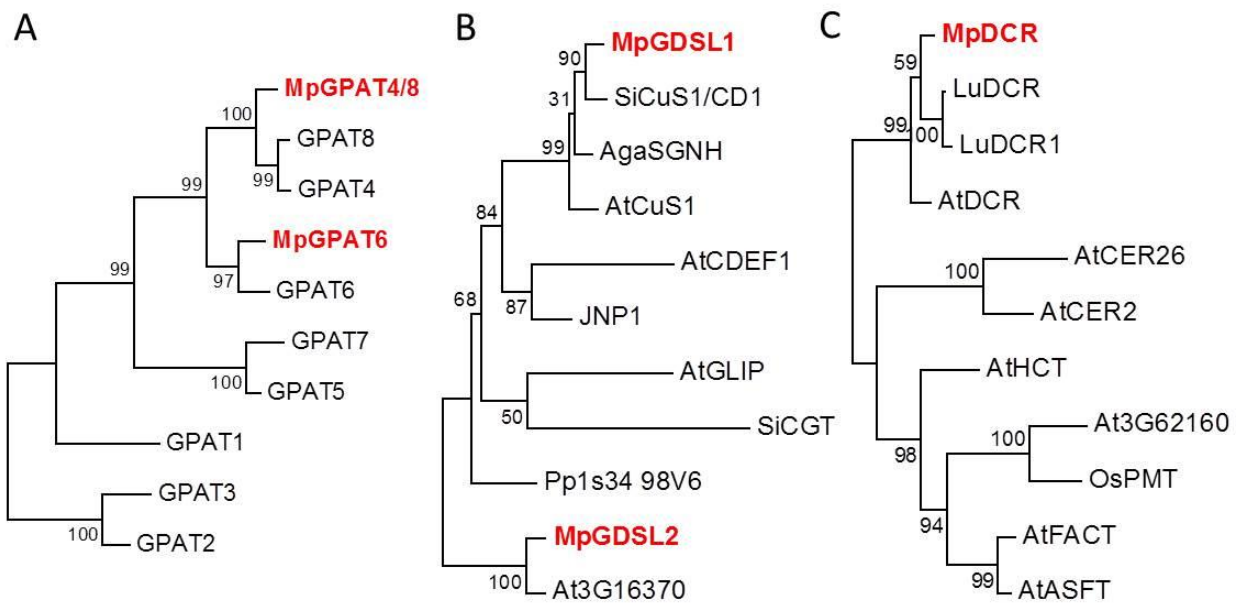 A
MpGPAT4/8
100
GPAT8
99
GPAT4
99
MpGPAT6
97
GPAT6
99
GPAT7
100
GPAT5
GPAT1
GPAT3
100
GPAT2
B
MpGDSL1
90
SiCuS1/CD1
31
AgaSGNH
99
AtCuS1
84
AtCDEF1
87
JNP1
68
AtGLIP
50
SiCGT
Pp1s34 98V6
MpGDSL2
100
At3G16370
C
MpDCR
59
LuDCR
99
00
LuDCR1
AtDCR
AtCER26
100
AtCER2
AtHCT
98
At3G62160
100
OsPMT
94
AtFACT
99
AtASFT